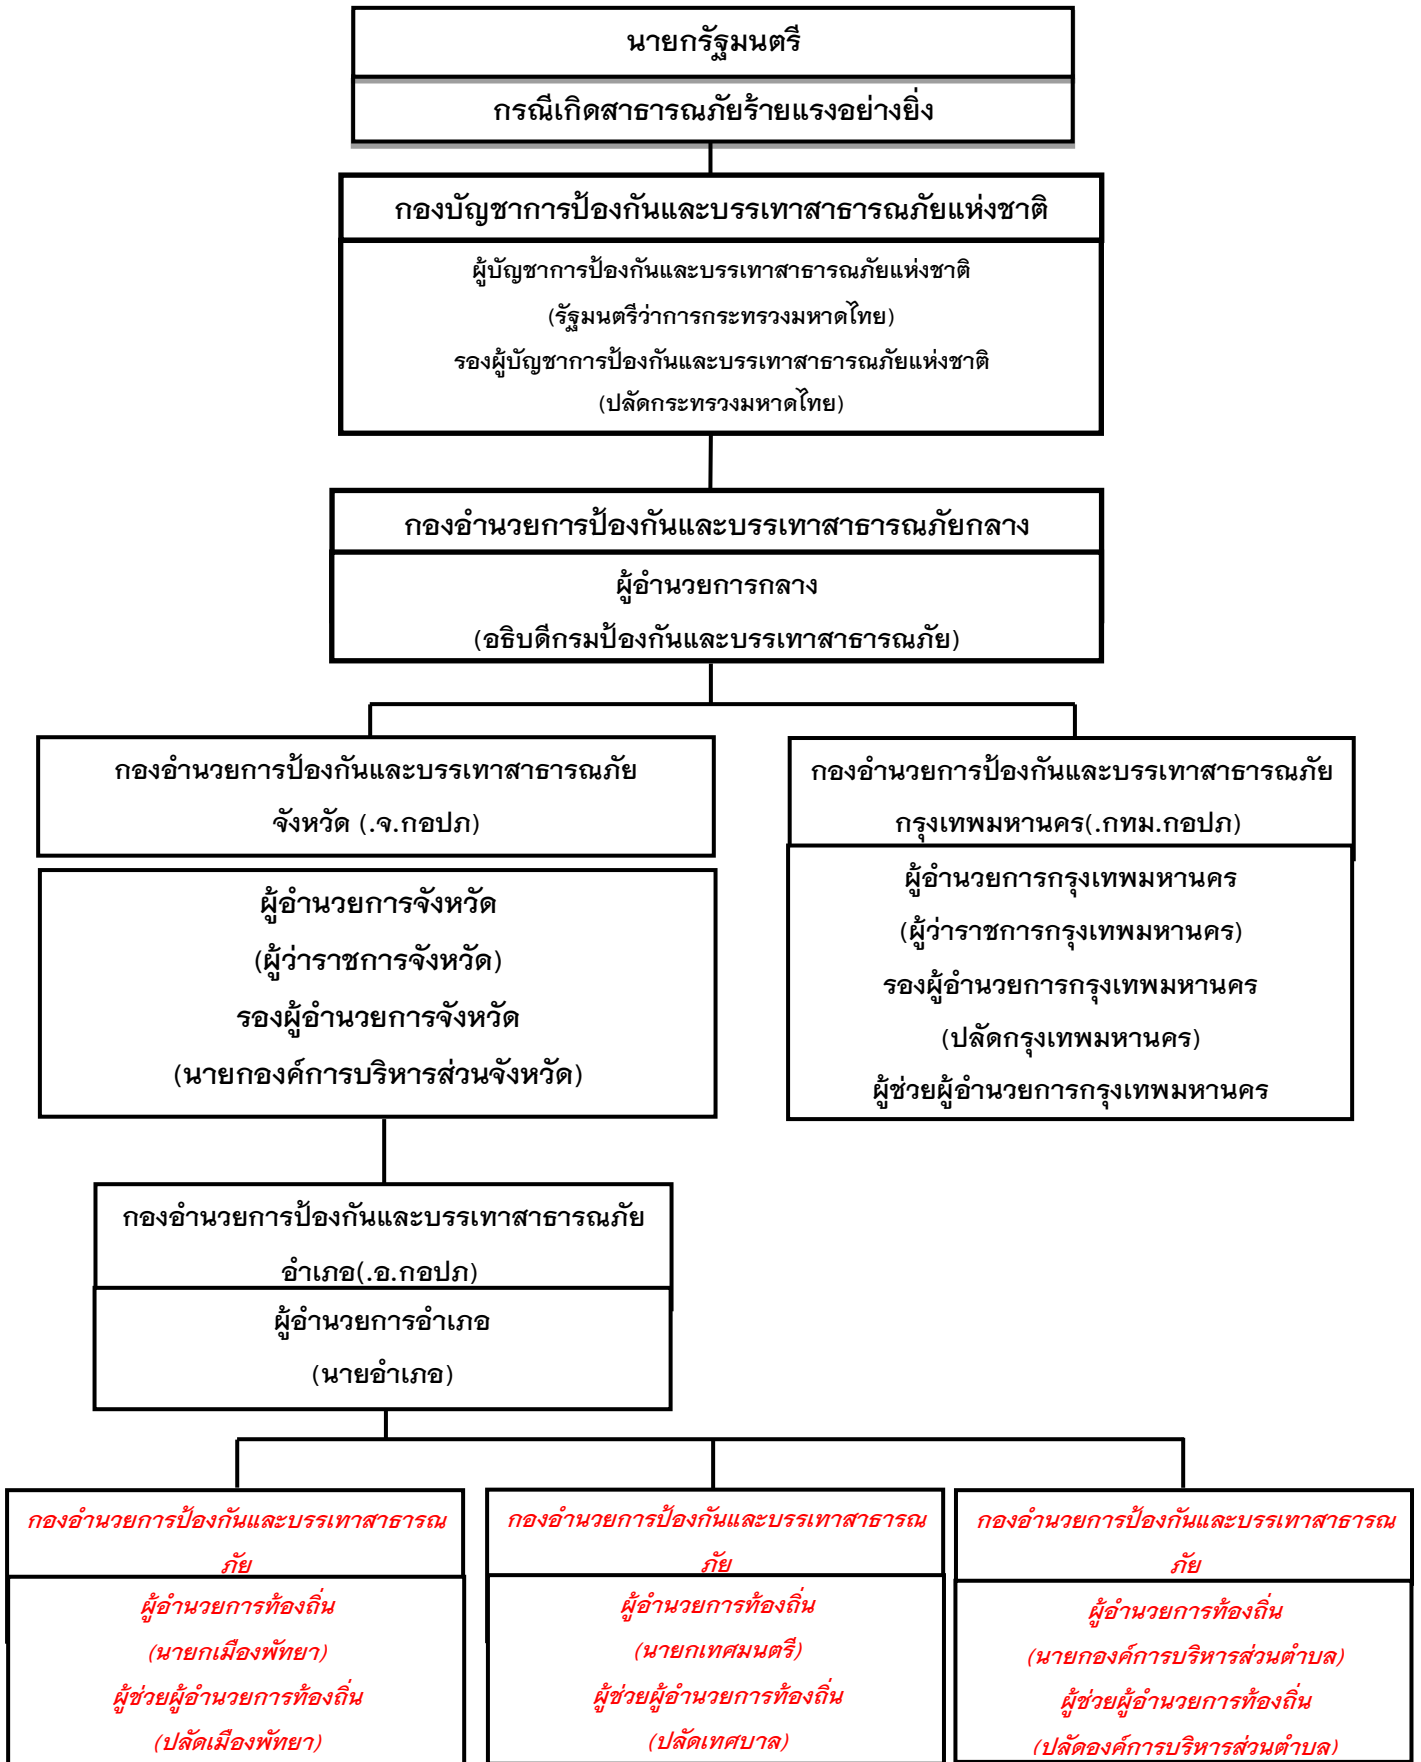 นายกรัฐมนตรี
กรณีเกิดสาธารณภัยร้ายแรงอย่างยิ่ง
กองบัญชาการป้องกันและบรรเทาสาธารณภัยแห่งชาติ
ผู้บัญชาการป้องกันและบรรเทาสาธารณภัยแห่งชาติ
(รัฐมนตรีว่าการกระทรวงมหาดไทย)
รองผู้บัญชาการป้องกันและบรรเทาสาธารณภัยแห่งชาติ
(ปลัดกระทรวงมหาดไทย)
กองอำนวยการป้องกันและบรรเทาสาธารณภัยกลาง
ผู้อำนวยการกลาง
(อธิบดีกรมป้องกันและบรรเทาสาธารณภัย)
กองอำนวยการป้องกันและบรรเทาสาธารณภัย
จังหวัด (.จ.กอปภ)
ผู้อำนวยการจังหวัด
(ผู้ว่าราชการจังหวัด)
รองผู้อำนวยการจังหวัด
(นายกองค์การบริหารส่วนจังหวัด)
กองอำนวยการป้องกันและบรรเทาสาธารณภัย
กรุงเทพมหานคร(.กทม.กอปภ)
ผู้อำนวยการกรุงเทพมหานคร
(ผู้ว่าราชการกรุงเทพมหานคร)
รองผู้อำนวยการกรุงเทพมหานคร
(ปลัดกรุงเทพมหานคร)
ผู้ช่วยผู้อำนวยการกรุงเทพมหานคร
กองอำนวยการป้องกันและบรรเทาสาธารณภัย
อำเภอ(.อ.กอปภ)
ผู้อำนวยการอำเภอ
(นายอำเภอ)
กองอำนวยการป้องกันและบรรเทาสาธารณ
ภัย
ผู้อำนวยการท้องถิ่น
(นายกเมืองพัทยา)
ผู้ช่วยผู้อำนวยการท้องถิ่น
(ปลัดเมืองพัทยา)
กองอำนวยการป้องกันและบรรเทาสาธารณ
ภัย
ผู้อำนวยการท้องถิ่น
(นายกเทศมนตรี)
ผู้ช่วยผู้อำนวยการท้องถิ่น
(ปลัดเทศบาล)
กองอำนวยการป้องกันและบรรเทาสาธารณ
ภัย
ผู้อำนวยการท้องถิ่น
(นายกองค์การบริหารส่วนตำบล)
ผู้ช่วยผู้อำนวยการท้องถิ่น
(ปลัดองค์การบริหารส่วนตำบล)